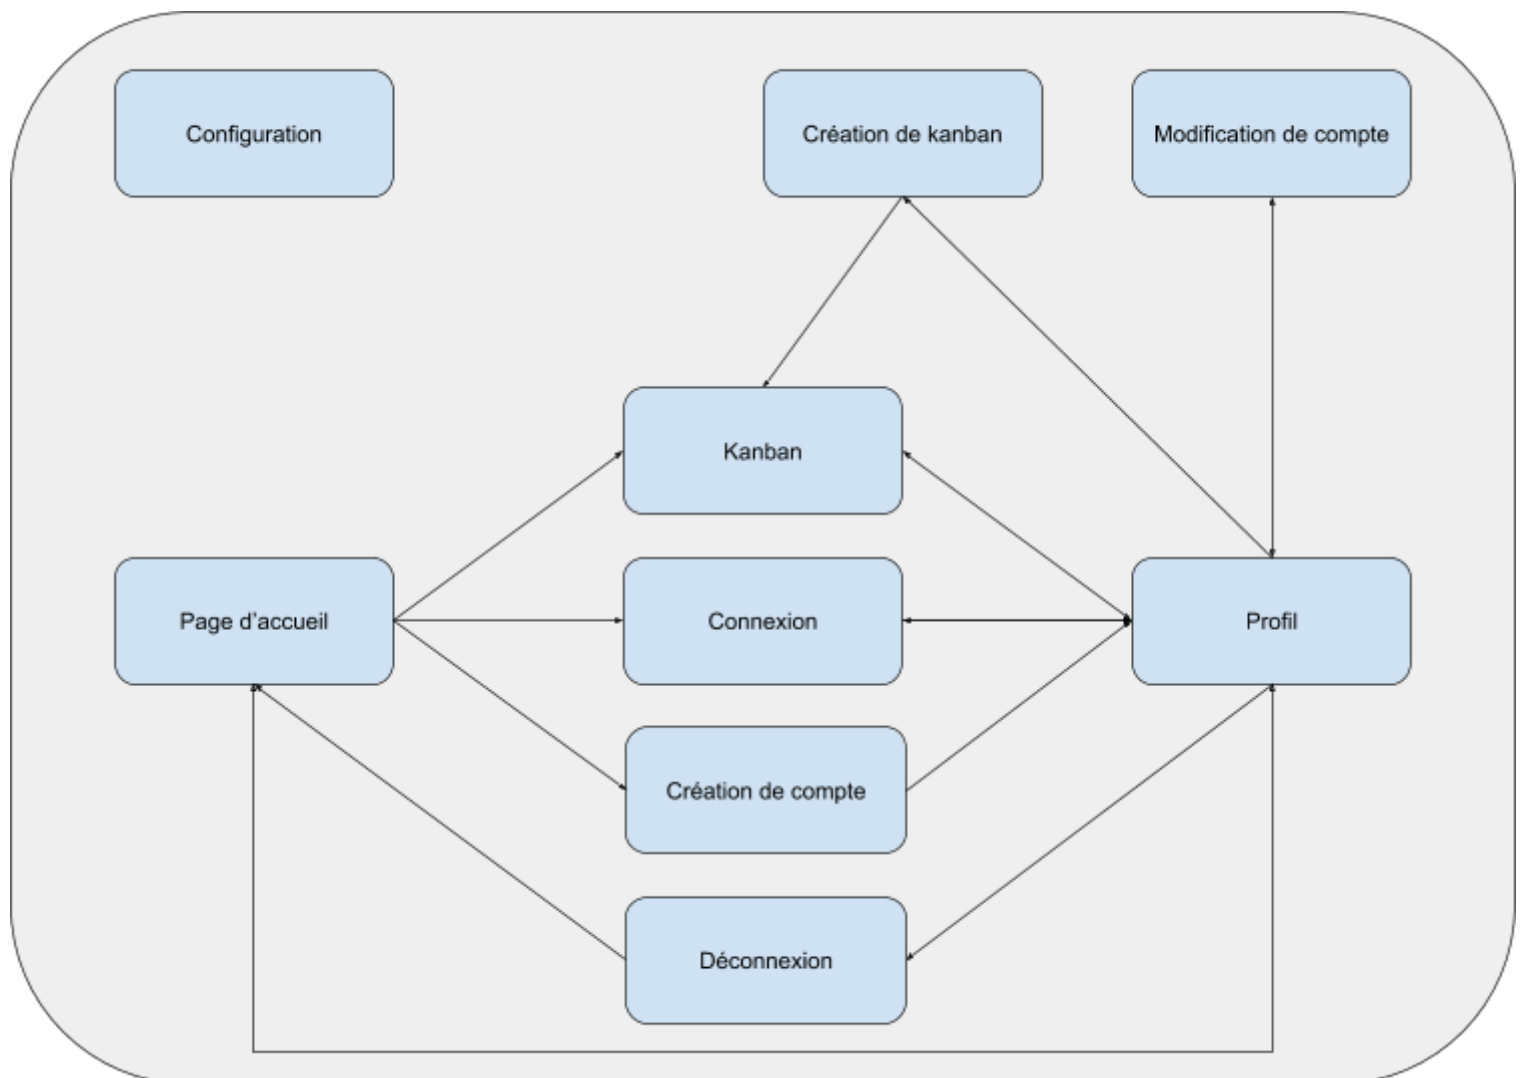 Configuration
Création de kanban
Modification de compte
Kanban
Page d’accueil
Connexion
Profil
Création de compte
Déconnexion